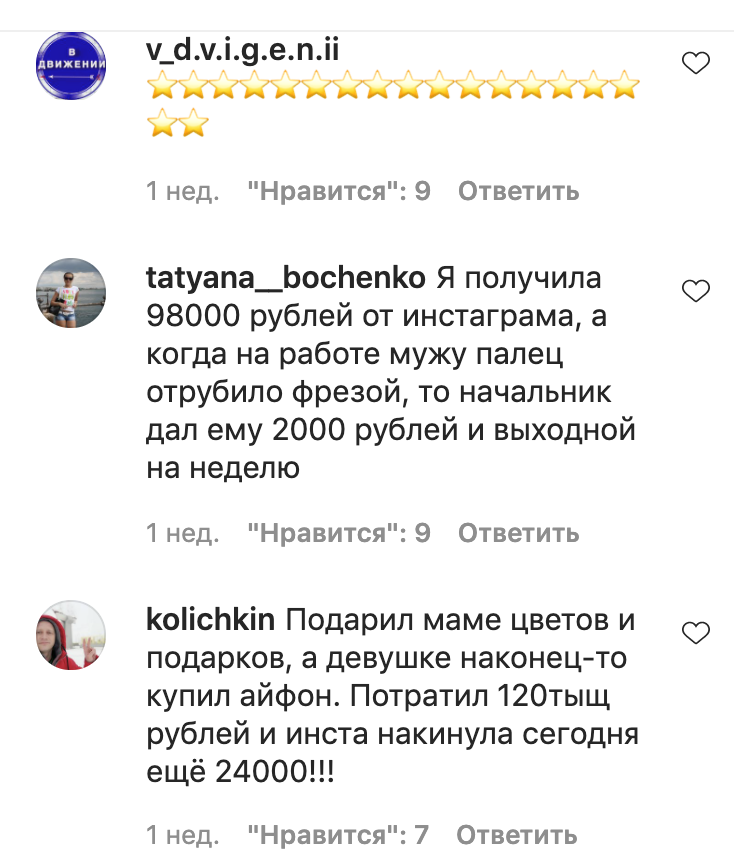 В
ДВИЖЕНИИ
v_d.v.i.g.e.n.ii
⭐⭐⭐⭐⭐⭐⭐⭐⭐⭐⭐⭐⭐⭐⭐⭐
⭐⭐
1 нед. "Нравится": 9 Ответить
tatyana__bochenko Я получила
98000 рублей от инстаграма, а
когда на работе мужу палец
отрубило фрезой, то начальник
дал ему 2000 рублей и выходной
на неделю
1 нед. "Нравится": 9 Ответить
kolichkin Подарил маме цветов и
подарков, а девушке наконец-то
купил айфон. Потратил 120тыщ
рублей и инста накинула сегодня
ещё 24000!!!
1 нед. "Нравится": 7 Ответить